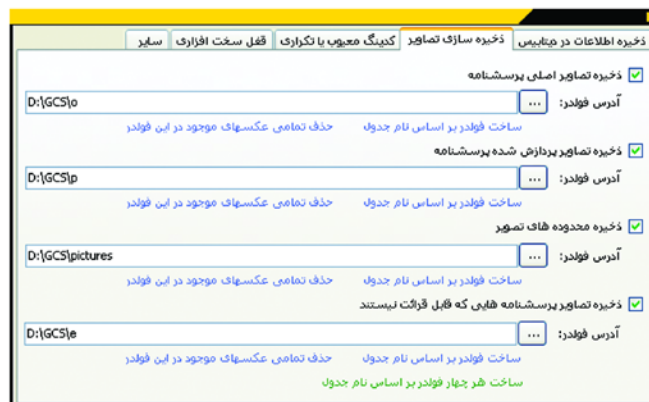 ذخیره اطلاعات در دیتابیس ذخیره سازی تصاویر کدینگ معیوب یا تکراری قفل سخت افزاری سایر
ذخیره تصاویر اصلی پرسشنامه
آدرس فولدر: ... D:\GCS\o
ساخت فولدر بر اساس نام جدول حذف تمامی عکسهای موجود در این فولدر
ذخیره تصاویر پردازش شده پرسشنامه
آدرس فولدر: ... D:\GCS\p
ساخت فولدر بر اساس نام جدول حذف تمامی عکسهای موجود در این فولدر
ذخیره محدوده های تصویر
آدرس فولدر: ... D:\GCS\pictures
ساخت فولدر بر اساس نام جدول حذف تمامی عکسهای موجود در این فولدر
ذخیره تصاویر پرسشنامه هایی که قابل قرائت نیستند
آدرس فولدر: ... D:\GCS\e
ساخت فولدر بر اساس نام جدول حذف تمامی عکسهای موجود در این فولدر
ساخت هر چهار فولدر بر اساس نام جدول